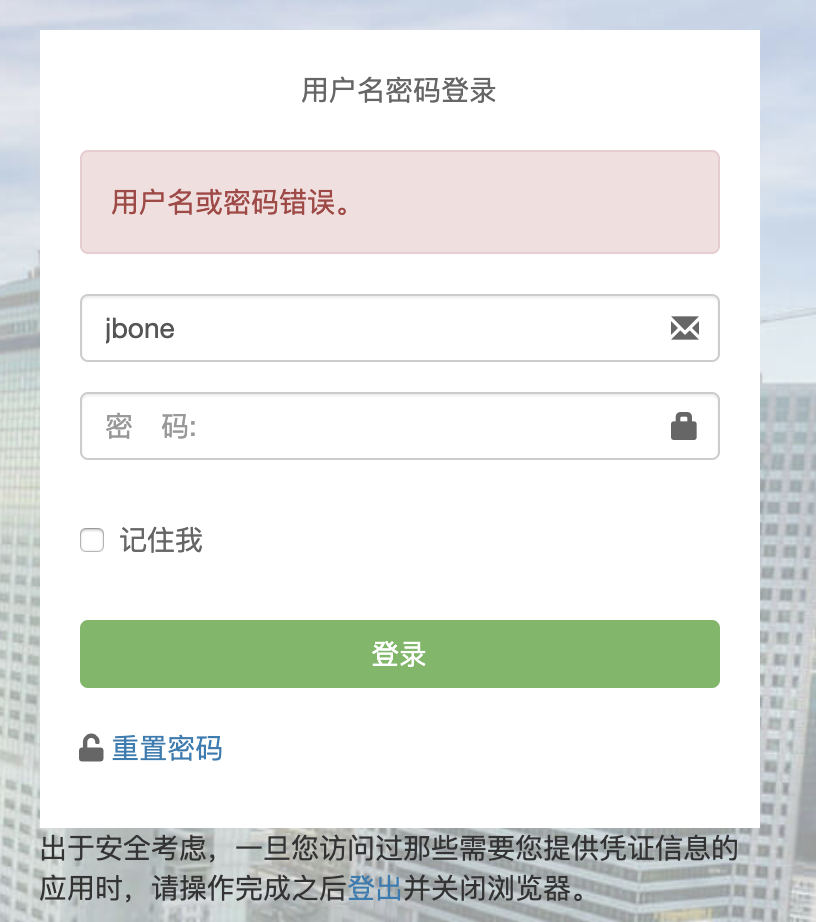 用户名密码登录
用户名或密码错误。
jbone
密　码:
记住我
登录
重置密码
出于安全考虑，一旦您访问过那些需要您提供凭证信息的
应用时，请操作完成之后登出并关闭浏览器。